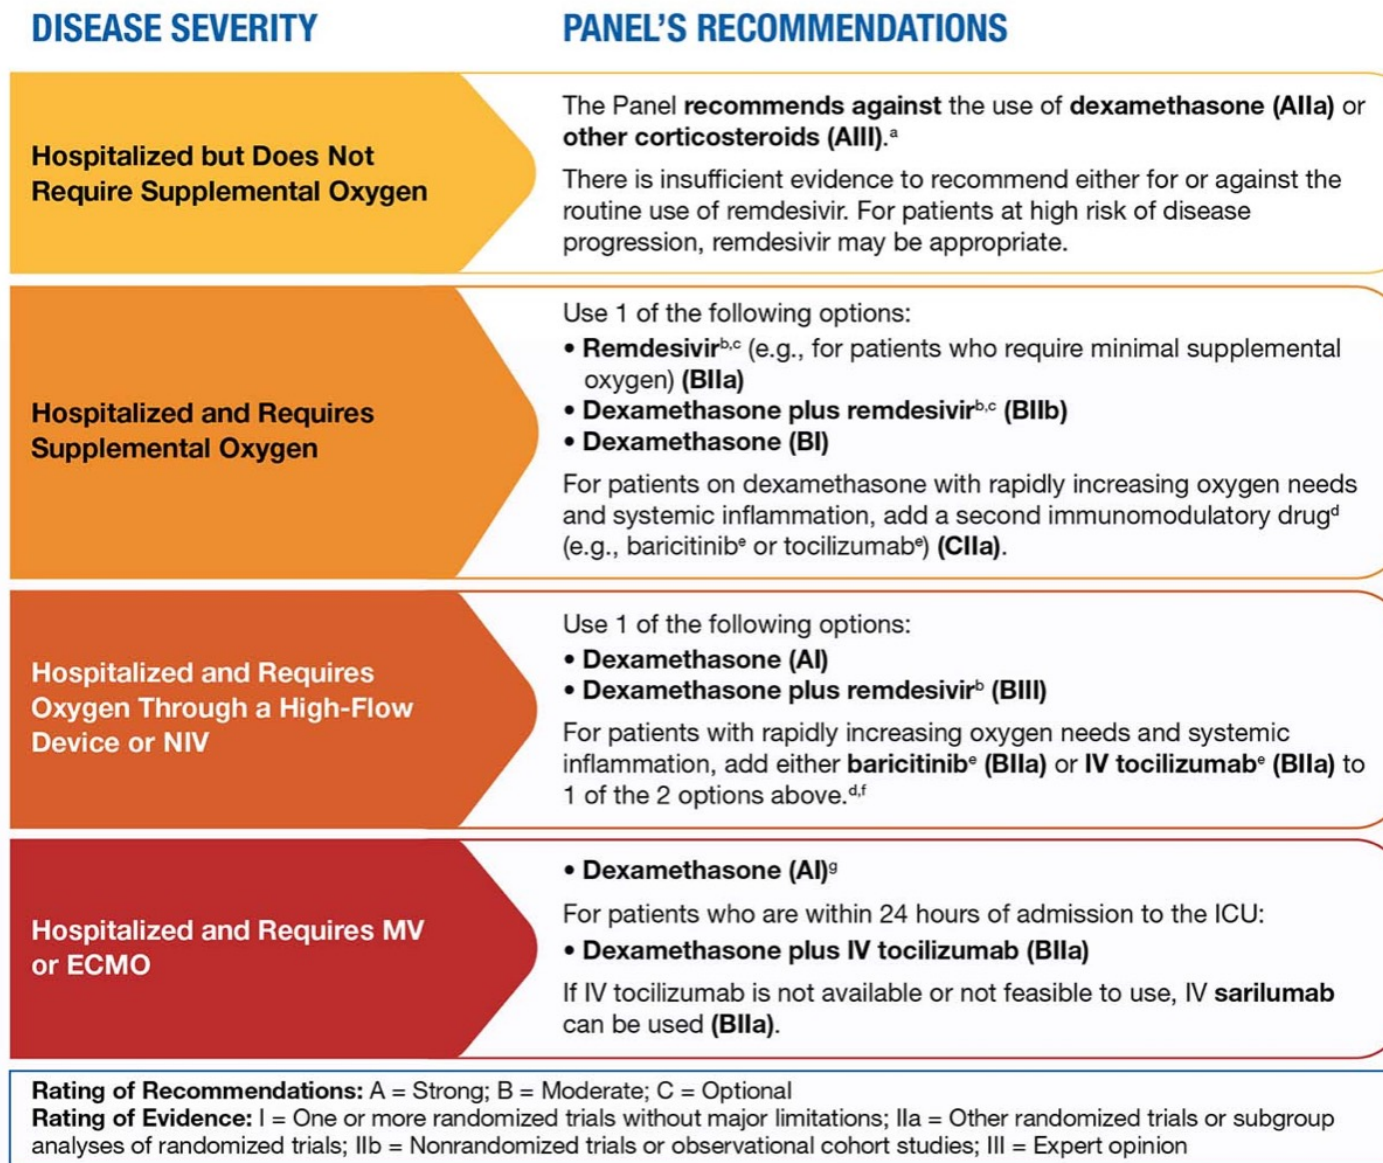 DISEASE SEVERITY
PANEL'S RECOMMENDATIONS
Hospitalized but Does Not
Require Supplemental Oxygen
The Panel recommends against the use of dexamethasone (AIIa) or
other corticosteroids (AIII).ᵃ
There is insufficient evidence to recommend either for or against the
routine use of remdesivir. For patients at high risk of disease
progression, remdesivir may be appropriate.
Hospitalized and Requires
Supplemental Oxygen
Use 1 of the following options:
• Remdesivirᵇ,ᶜ (e.g., for patients who require minimal supplemental
oxygen) (BIIa)
• Dexamethasone plus remdesivirᵇ,ᶜ (BIIb)
• Dexamethasone (BI)
For patients on dexamethasone with rapidly increasing oxygen needs
and systemic inflammation, add a second immunomodulatory drugᵈ
(e.g., baricitinibᵉ or tocilizumabᵉ) (CIIa).
Hospitalized and Requires
Oxygen Through a High-Flow
Device or NIV
Use 1 of the following options:
• Dexamethasone (AI)
• Dexamethasone plus remdesivirᵇ (BIII)
For patients with rapidly increasing oxygen needs and systemic
inflammation, add either baricitinibᵉ (BIIa) or IV tocilizumabᵉ (BIIa) to
1 of the 2 options above.ᵈ,ᶠ
Hospitalized and Requires MV
or ECMO
• Dexamethasone (AI)ᵍ
For patients who are within 24 hours of admission to the ICU:
• Dexamethasone plus IV tocilizumab (BIIa)
If IV tocilizumab is not available or not feasible to use, IV sarilumab
can be used (BIIa).
Rating of Recommendations: A = Strong; B = Moderate; C = Optional
Rating of Evidence: I = One or more randomized trials without major limitations; IIa = Other randomized trials or subgroup
analyses of randomized trials; IIb = Nonrandomized trials or observational cohort studies; III = Expert opinion